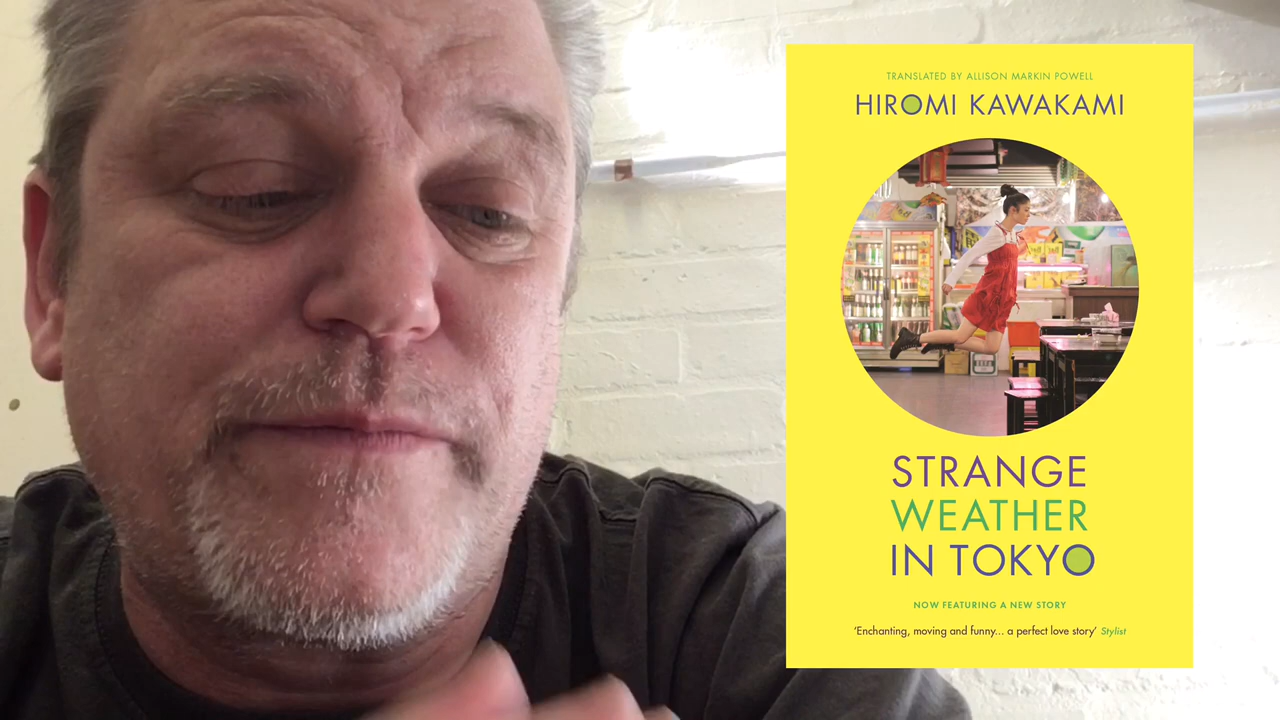 TRANSLATED BY ALLISON MARKIN POWELL
HIROMI KAWAKAMI
STRANGE
WEATHER
IN TOKYO
NOW FEATURING A NEW STORY
'Enchanting, moving and funny... a perfect love story' Stylist